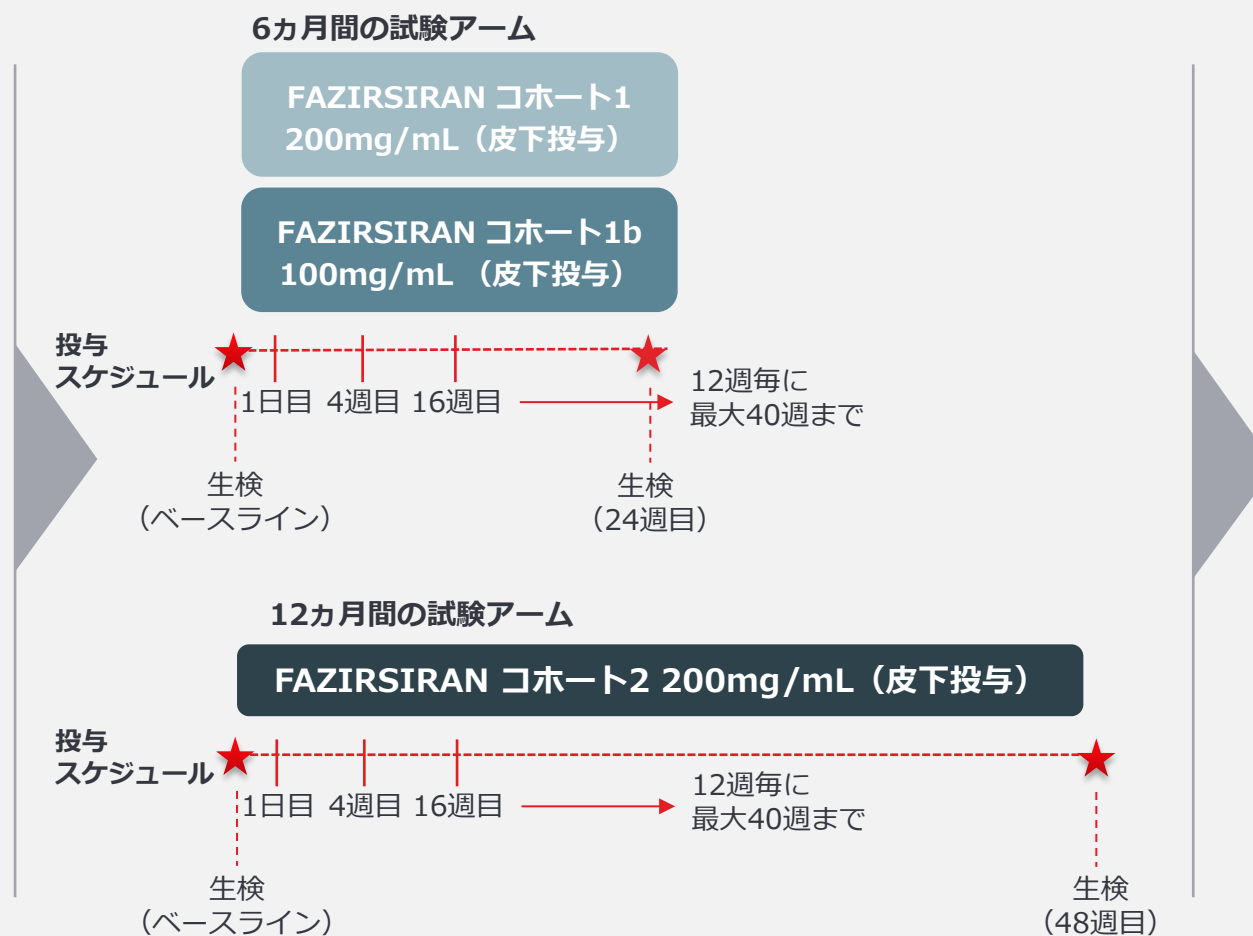 6ヵ月間の試験アーム
FAZIRSIRAN コホート1
200mg/mL（皮下投与）
FAZIRSIRAN コホート1b
100mg/mL （皮下投与）
投与
スケジュール
1日目 4週目 16週目
12週毎に
最大40週まで
生検
（ベースライン）
生検
（24週目）
12ヵ月間の試験アーム
FAZIRSIRAN コホート2 200mg/mL（皮下投与）
投与
スケジュール
1日目 4週目 16週目
12週毎に
最大40週まで
生検
（ベースライン）
生検
（48週目）